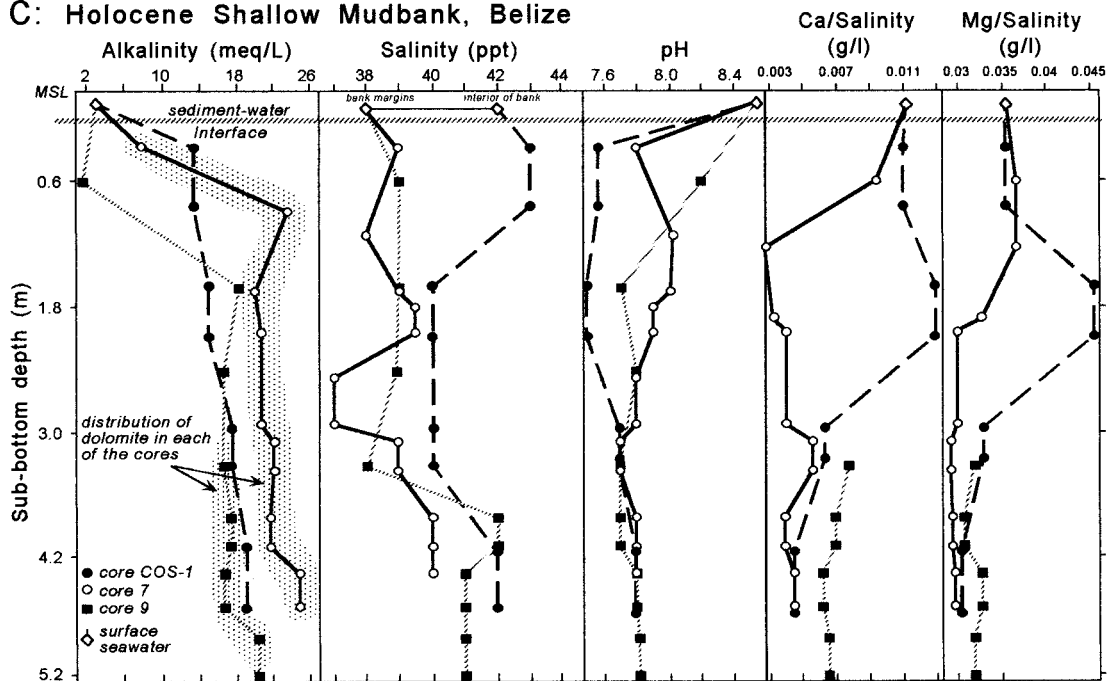 C: Holocene Shallow Mudbank, Belize
Alkalinity (meq/L) Salinity (ppt) pH Ca/Salinity (g/l) Mg/Salinity (g/l)
2 10 18 26 38 40 42 44 7.6 8.0 8.4 0.003 0.007 0.011 0.03 0.035 0.04 0.045
MSL
sediment-water
Interface
bank margins interior of bank
0.6
1.8
3.0
4.2
5.2
Sub-bottom depth (m)
distribution of
dolomite in each
of the cores
core COS-1
core 7
core 9
surface
seawater